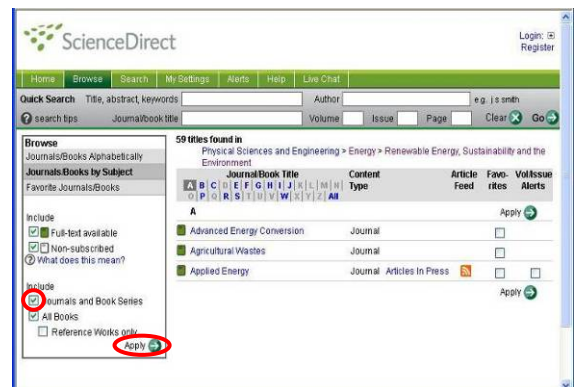 ScienceDirect
Login:
Register
Home Browse Search My Settings Alerts Help Live Chat
Quick Search Title, abstract, keywords Author e.g. j s smith
search tips Journal/book title Volume Issue Page Clear Go
Browse
Journals/Books Alphabetically
Journals/Books by Subject
Favorite Journals/Books
Include
Full-text available
Non-subscribed
What does this mean?
Include
Journals and Book Series
All Books
Reference Works only
Apply
59 titles found in
Physical Sciences and Engineering > Energy > Renewable Energy, Sustainability and the
Environment
Journal/Book Title Content Type Article Feed Favorites Vol/Issue Alerts
A B C D E F G H I J K L M N
O P Q R S T U V W X Y Z All
A Apply
Advanced Energy Conversion Journal
Agricultural Wastes Journal
Applied Energy Journal Articles In Press
Apply